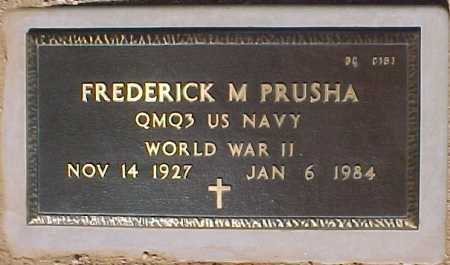 FREDERICK M PRUSHA
QMQ3 US NAVY
WORLD WAR II
NOV 14 1927 JAN 6 1984